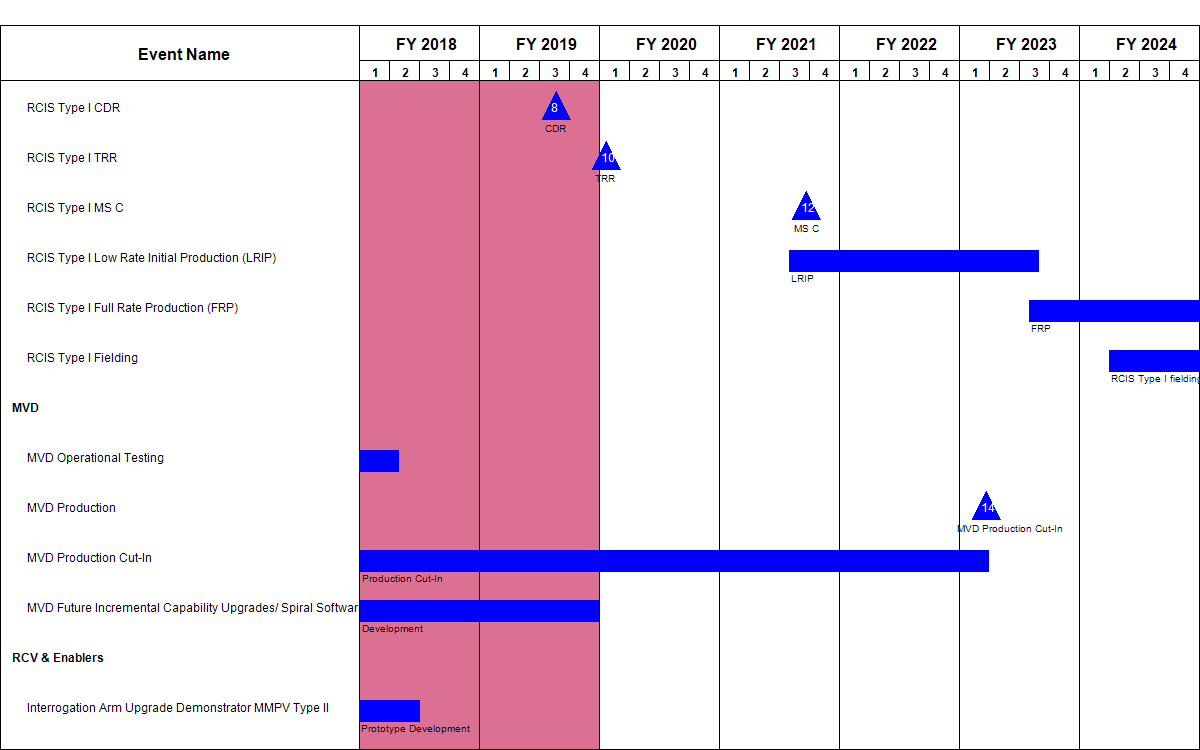 Event Name
FY 2018 FY 2019 FY 2020 FY 2021 FY 2022 FY 2023 FY 2024
1 2 3 4 1 2 3 4 1 2 3 4 1 2 3 4 1 2 3 4 1 2 3 4 1 2 3 4
RCIS Type I CDR
8
CDR
RCIS Type I TRR
10
TRR
RCIS Type I MS C
12
MS C
RCIS Type I Low Rate Initial Production (LRIP)
LRIP
RCIS Type I Full Rate Production (FRP)
FRP
RCIS Type I Fielding
RCIS Type I fielding
MVD
MVD Operational Testing
MVD Production
14
MVD Production Cut-In
MVD Production Cut-In
Production Cut-In
MVD Future Incremental Capability Upgrades/ Spiral Softwar
Development
RCV & Enablers
Interrogation Arm Upgrade Demonstrator MMPV Type II
Prototype Development